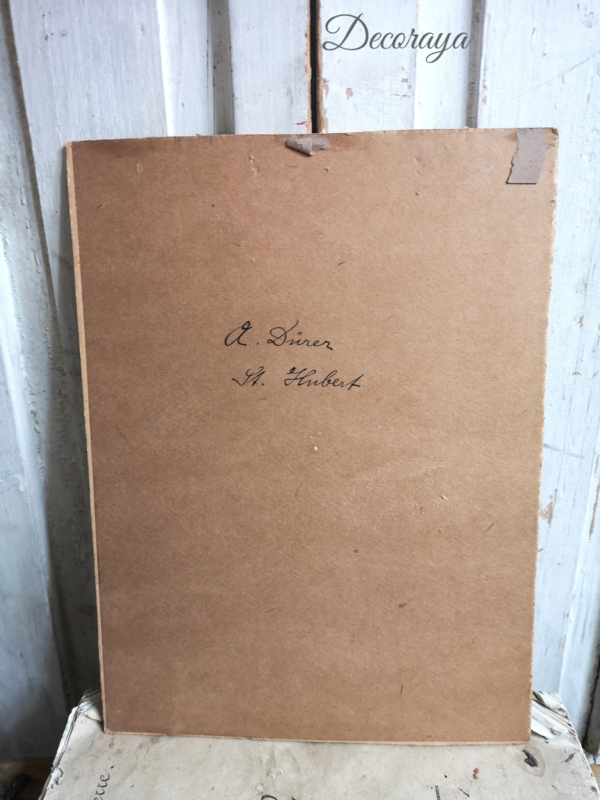 Decoraya
A. Dürer
St. Hubert